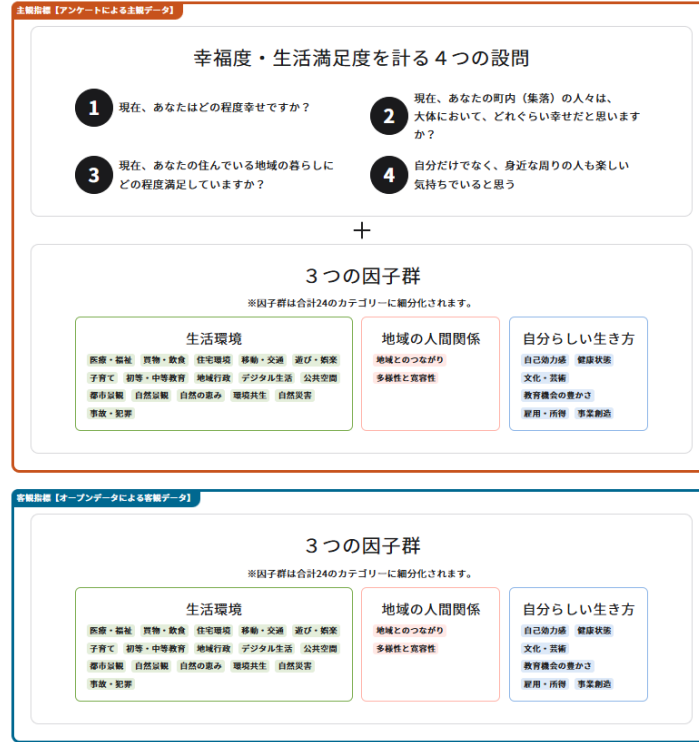 主観指標【アンケートによる主観データ】
幸福度・生活満足度を計る４つの設問
1 現在、あなたはどの程度幸せですか？
2 現在、あなたの町内（集落）の人々は、
大体において、どれぐらい幸せだと思います
か？
3 現在、あなたの住んでいる地域の暮らしに
どの程度満足していますか？
4 自分だけでなく、身近な周りの人も楽しい
気持ちでいると思う
＋
３つの因子群
※因子群は合計24のカテゴリーに細分化されます。
生活環境
医療・福祉 買物・飲食 住宅環境 移動・交通 遊び・娯楽
子育て 初等・中等教育 地域行政 デジタル生活 公共空間
都市景観 自然景観 自然の恵み 環境共生 自然災害
事故・犯罪
地域の人間関係
地域とのつながり
多様性と寛容性
自分らしい生き方
自己効力感 健康状態
文化・芸術
教育機会の豊かさ
雇用・所得 事業創造
客観指標【オープンデータによる客観データ】
３つの因子群
※因子群は合計24のカテゴリーに細分化されます。
生活環境
医療・福祉 買物・飲食 住宅環境 移動・交通 遊び・娯楽
子育て 初等・中等教育 地域行政 デジタル生活 公共空間
都市景観 自然景観 自然の恵み 環境共生 自然災害
事故・犯罪
地域の人間関係
地域とのつながり
多様性と寛容性
自分らしい生き方
自己効力感 健康状態
文化・芸術
教育機会の豊かさ
雇用・所得 事業創造